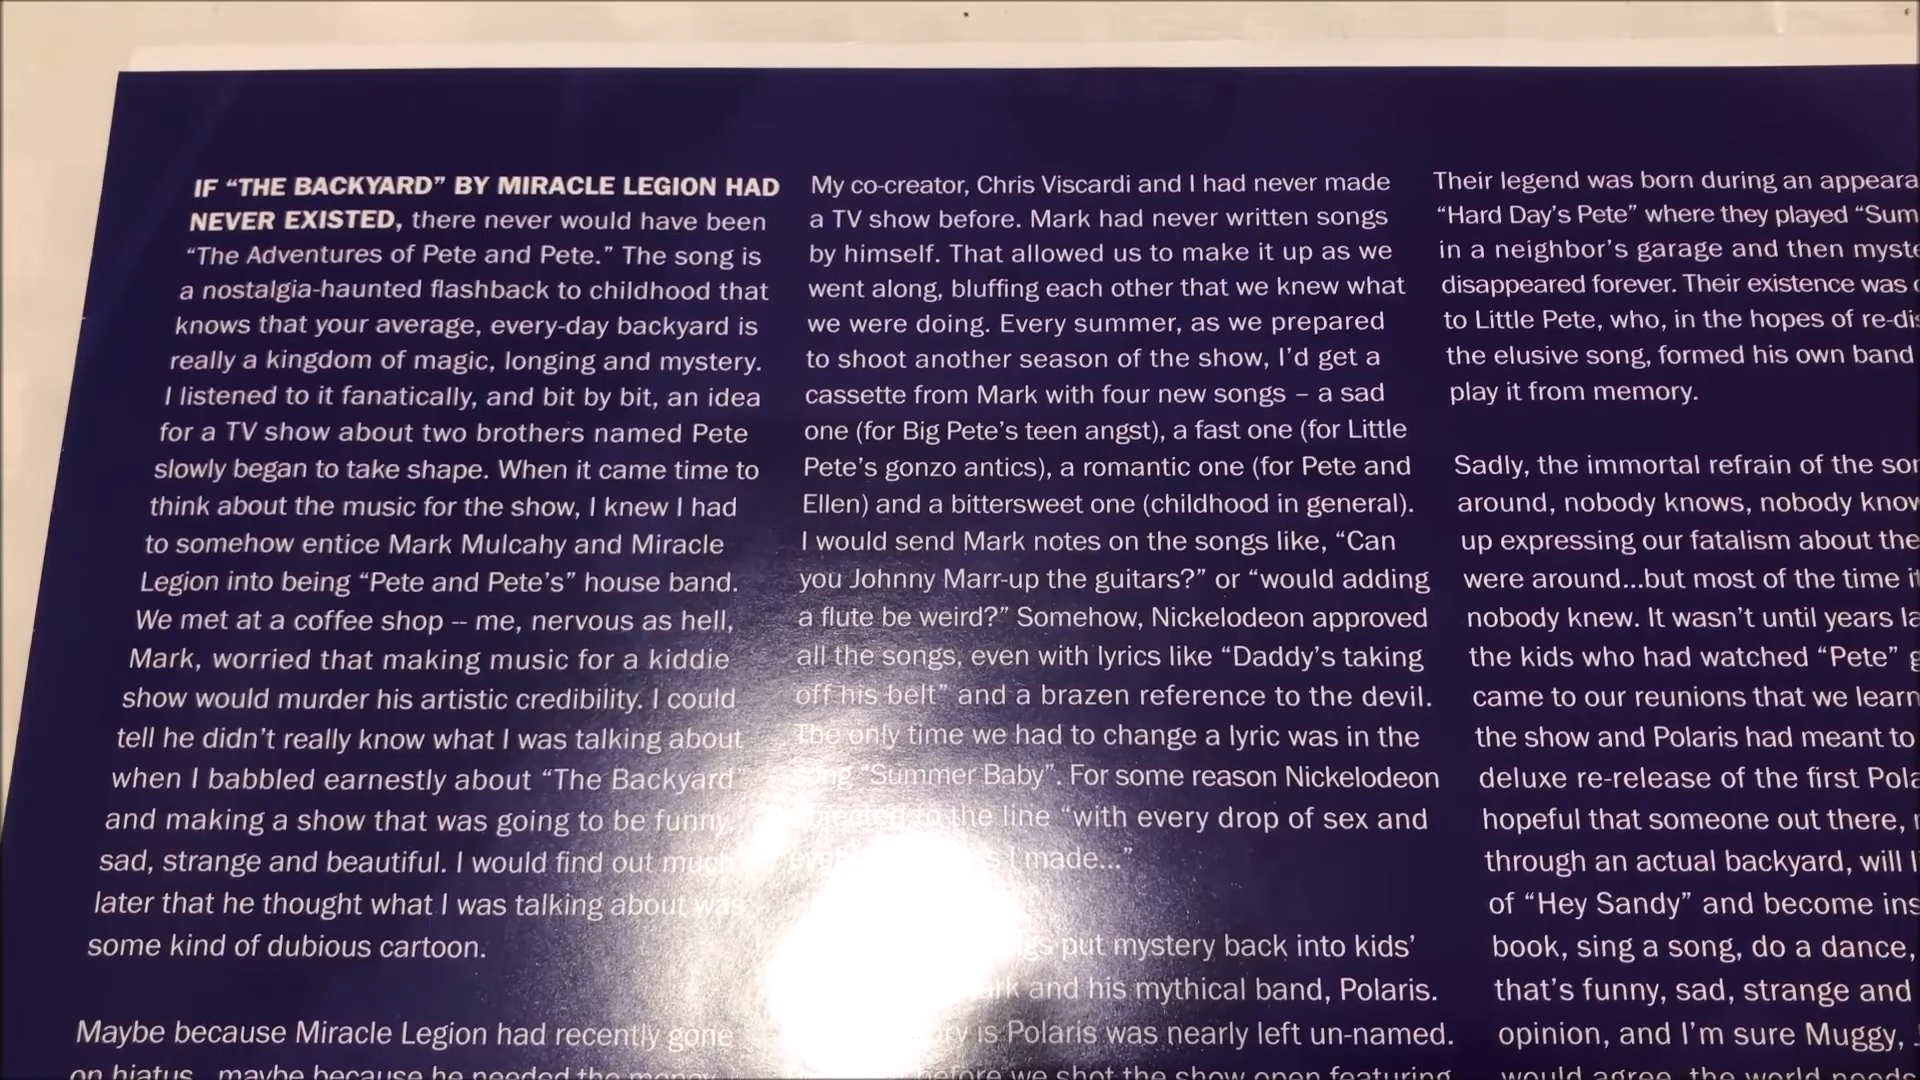 IF “THE BACKYARD” BY MIRACLE LEGION HAD
NEVER EXISTED, there never would have been
“The Adventures of Pete and Pete.” The song is
a nostalgia-haunted flashback to childhood that
knows that your average, every-day backyard is
really a kingdom of magic, longing and mystery.
I listened to it fanatically, and bit by bit, an idea
for a TV show about two brothers named Pete
slowly began to take shape. When it came time to
think about the music for the show, I knew I had
to somehow entice Mark Mulcahy and Miracle
Legion into being “Pete and Pete’s” house band.
We met at a coffee shop -- me, nervous as hell,
Mark, worried that making music for a kiddie
show would murder his artistic credibility. I could
tell he didn’t really know what I was talking about
when I babbled earnestly about “The Backyard”
and making a show that was going to be funny,
sad, strange and beautiful. I would find out much
later that he thought what I was talking about was
some kind of dubious cartoon.
Maybe because Miracle Legion had recently gone
on hiatus, maybe because he needed the money
My co-creator, Chris Viscardi and I had never made
a TV show before. Mark had never written songs
by himself. That allowed us to make it up as we
went along, bluffing each other that we knew what
we were doing. Every summer, as we prepared
to shoot another season of the show, I’d get a
cassette from Mark with four new songs – a sad
one (for Big Pete’s teen angst), a fast one (for Little
Pete’s gonzo antics), a romantic one (for Pete and
Ellen) and a bittersweet one (childhood in general).
I would send Mark notes on the songs like, “Can
you Johnny Marr-up the guitars?” or “would adding
a flute be weird?” Somehow, Nickelodeon approved
all the songs, even with lyrics like “Daddy’s taking
off his belt” and a brazen reference to the devil.
The only time we had to change a lyric was in the
song “Summer Baby”. For some reason Nickelodeon
objected to the line “with every drop of sex and
I made...”
put mystery back into kids’
and his mythical band, Polaris.
is Polaris was nearly left un-named.
before we shot the show open featuring
Their legend was born during an
“Hard Day’s Pete” where they played
in a neighbor’s garage and then
disappeared forever. Their existence was
to Little Pete, who, in the hopes of
the elusive song, formed his own band
play it from memory.
Sadly, the immortal refrain of the
around, nobody knows, nobody
up expressing our fatalism about the
were around...but most of the time
nobody knew. It wasn’t until years
the kids who had watched “Pete”
came to our reunions that we
the show and Polaris had meant to
deluxe re-release of the first
hopeful that someone out there,
through an actual backyard, will
of “Hey Sandy” and become
book, sing a song, do a dance,
that’s funny, sad, strange and
opinion, and I’m sure Muggy,
would agree, the world needs